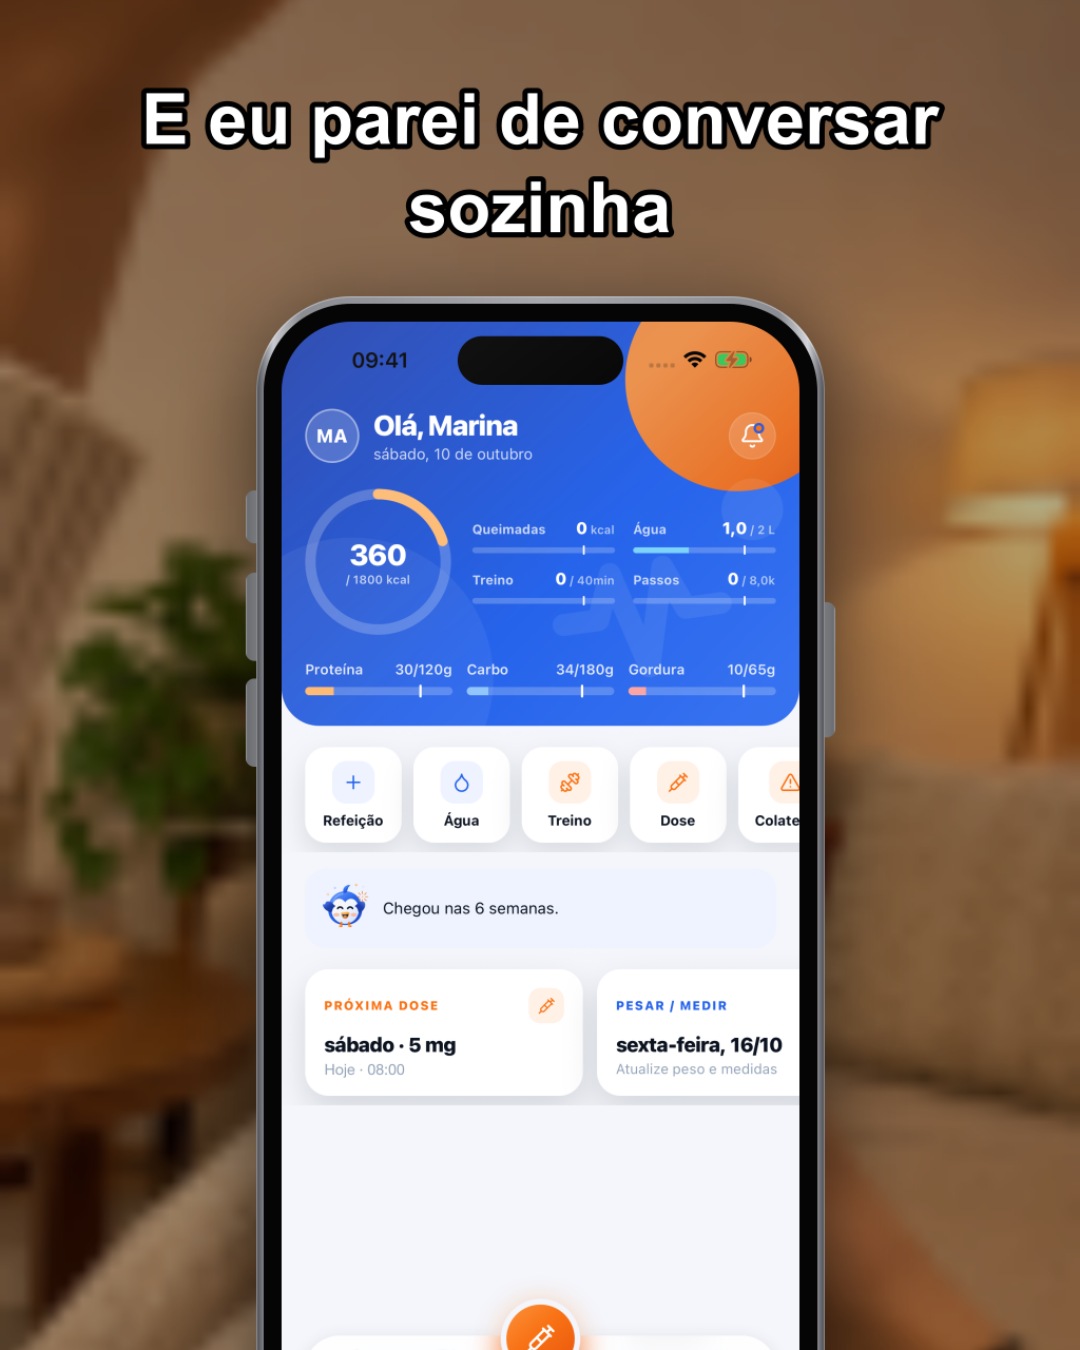 E eu parei de conversar
sozinha
09:41
MA
Olá, Marina
sábado, 10 de outubro
360
/ 1800 kcal
Queimadas 0 kcal
Água 1,0 / 2 L
Treino 0 / 40min
Passos 0 / 8,0k
Proteína 30/120g
Carbo 34/180g
Gordura 10/65g
Refeição
Água
Treino
Dose
Colate
Chegou nas 6 semanas.
PRÓXIMA DOSE
sábado · 5 mg
Hoje · 08:00
PESAR / MEDIR
sexta-feira, 16/10
Atualize peso e medidas